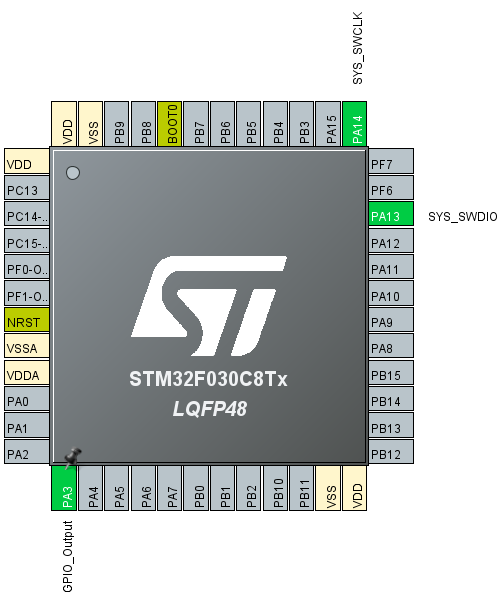 SYS_SWCLK
VDD
VSS
PB9
PB8
BOOT0
PB7
PB6
PB5
PB4
PB3
PA15
PA14
VDD
PC13
PC14-..
PC15-..
PF0-O..
PF1-O..
NRST
VSSA
VDDA
PA0
PA1
PA2
PF7
PF6
PA13
SYS_SWDIO
PA12
PA11
PA10
PA9
PA8
PB15
PB14
PB13
PB12
ST
STM32F030C8Tx
LQFP48
PA3
PA4
PA5
PA6
PA7
PB0
PB1
PB2
PB10
PB11
VSS
VDD
GPIO_Output